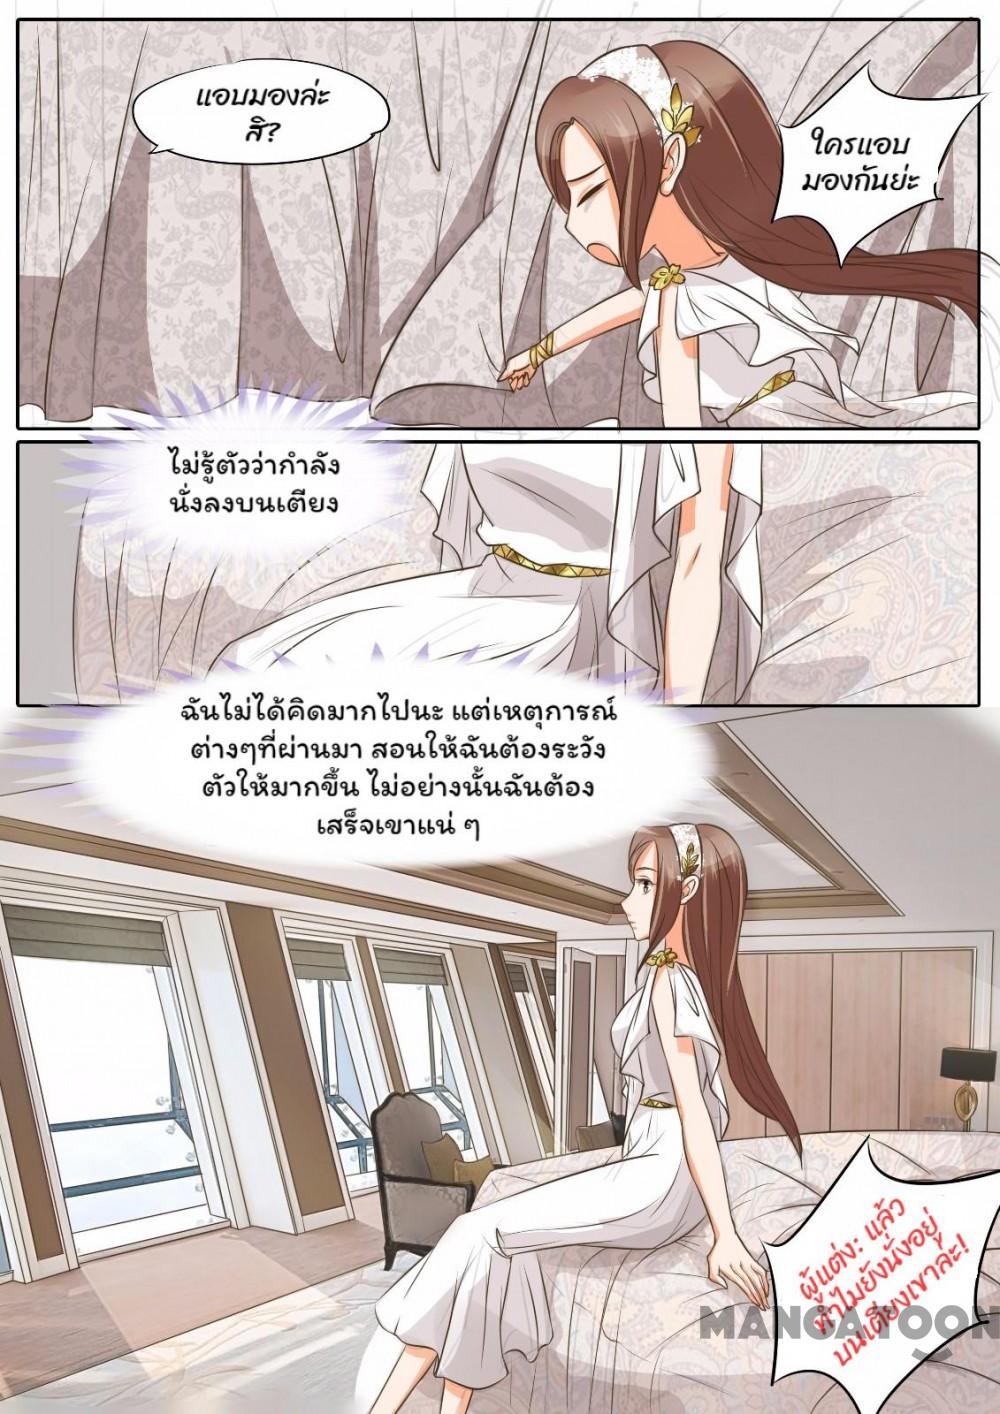 แอบมองล่ะ
สิ?
ใครแอบ
มองกันย่ะ
ไม่รู้ตัวว่ากำลัง
นั่งลงบนเตียง
ฉันไม่ได้คิดมากไปนะ แต่เหตุการณ์
ต่างๆที่ผ่านมา สอนให้ฉันต้องระวัง
ตัวให้มากขึ้น ไม่อย่างนั้นฉันต้อง
เสร็จเขาแน่ ๆ
ผู้แต่ง: แล้ว
ทำไมยังนั่งอยู่
บนเตียงเขาล่ะ!
MANGATOON